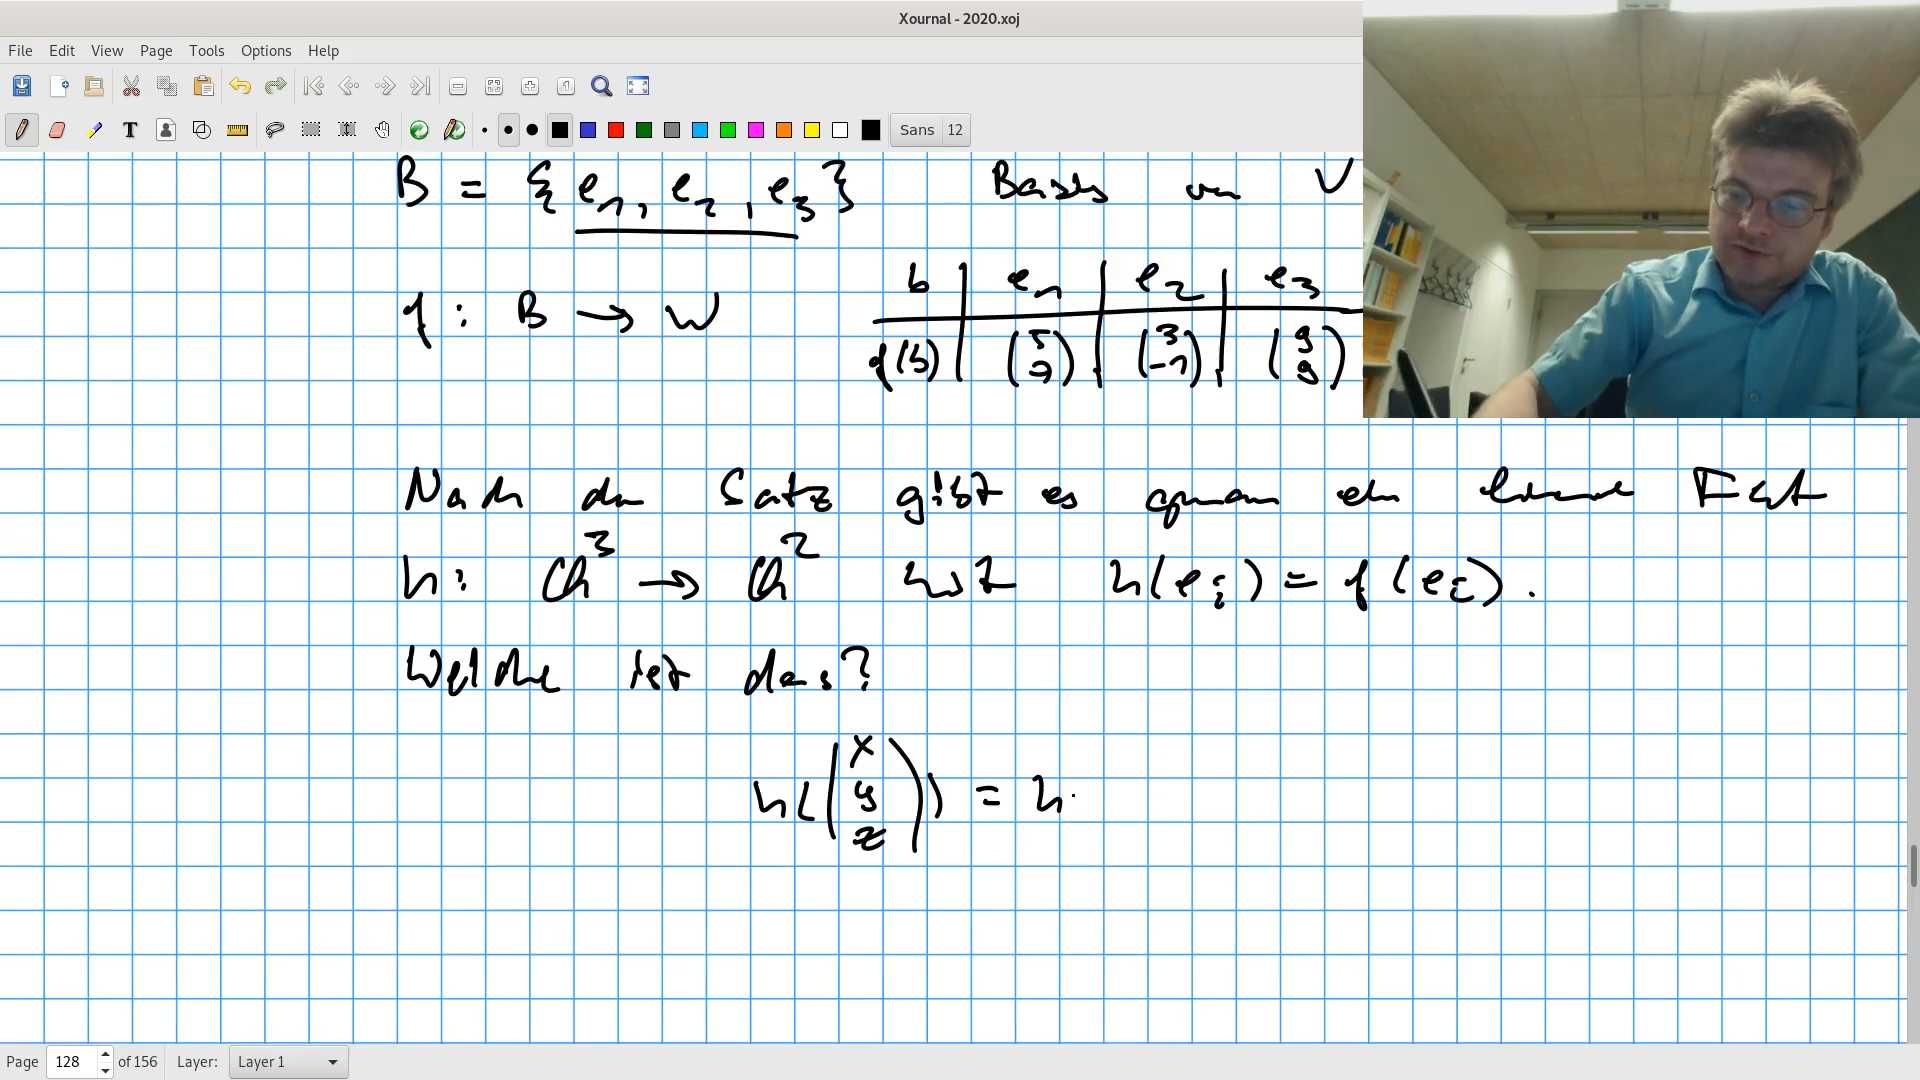 Xournal - 2020.xoj
File Edit View Page Tools Options Help
Sans 12
B = {e₁, e₂, e₃} Basis von V
f : B → W
b | e₁ | e₂ | e₃
f(b) | (5 7) | (3 -1) | (9 9)
Nach dem Satz gibt es genau eine lineare Fkt
h: ℚ³ → ℚ² mit h(eᵢ) = f(eᵢ).
Welche ist das?
h((x y z)) = h
Page 128 of 156 Layer: Layer 1